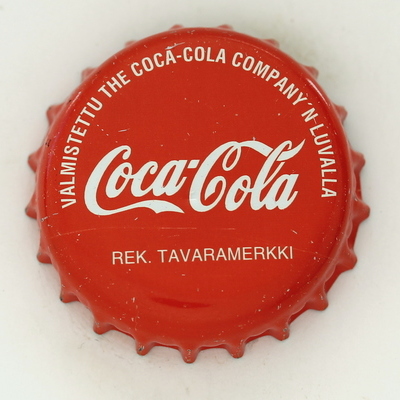 VALMISTETTU THE COCA-COLA COMPANY'N LUVALLA
Coca-Cola
REK. TAVARAMERKKI